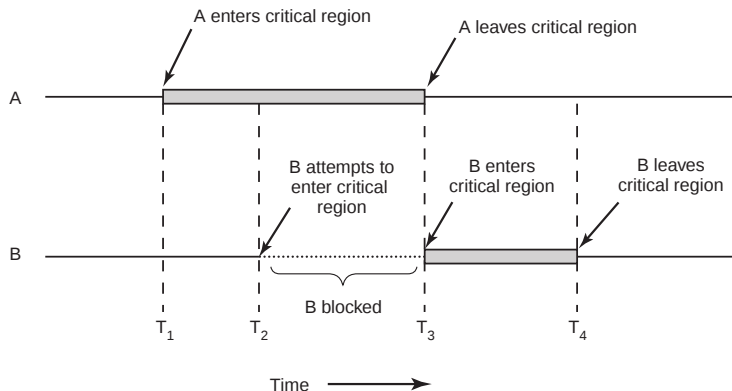 A enters critical region
A leaves critical region
A
B attempts to
enter critical
region
B enters
critical region
B leaves
critical region
B
B blocked
T1
T2
T3
T4
Time